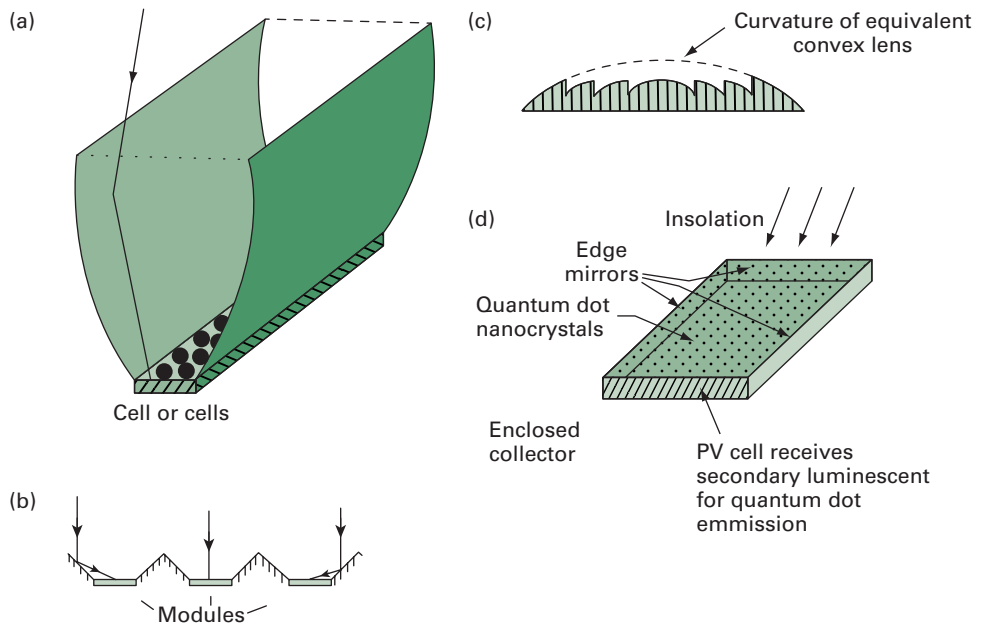 (a)
Cell or cells
(b)
Modules
(c)
Curvature of equivalent
convex lens
(d)
Insolation
Edge
mirrors
Quantum dot
nanocrystals
Enclosed
collector
PV cell receives
secondary luminescent
for quantum dot
emmission